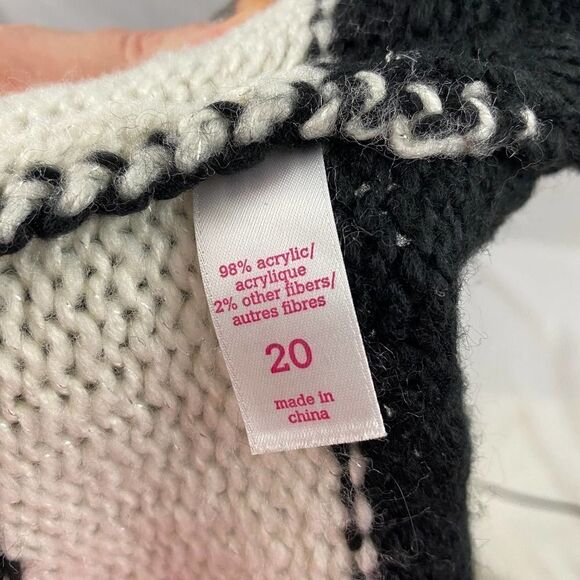 98% acrylic/
acrylique
2% other fibers/
autres fibres
20
made in
china